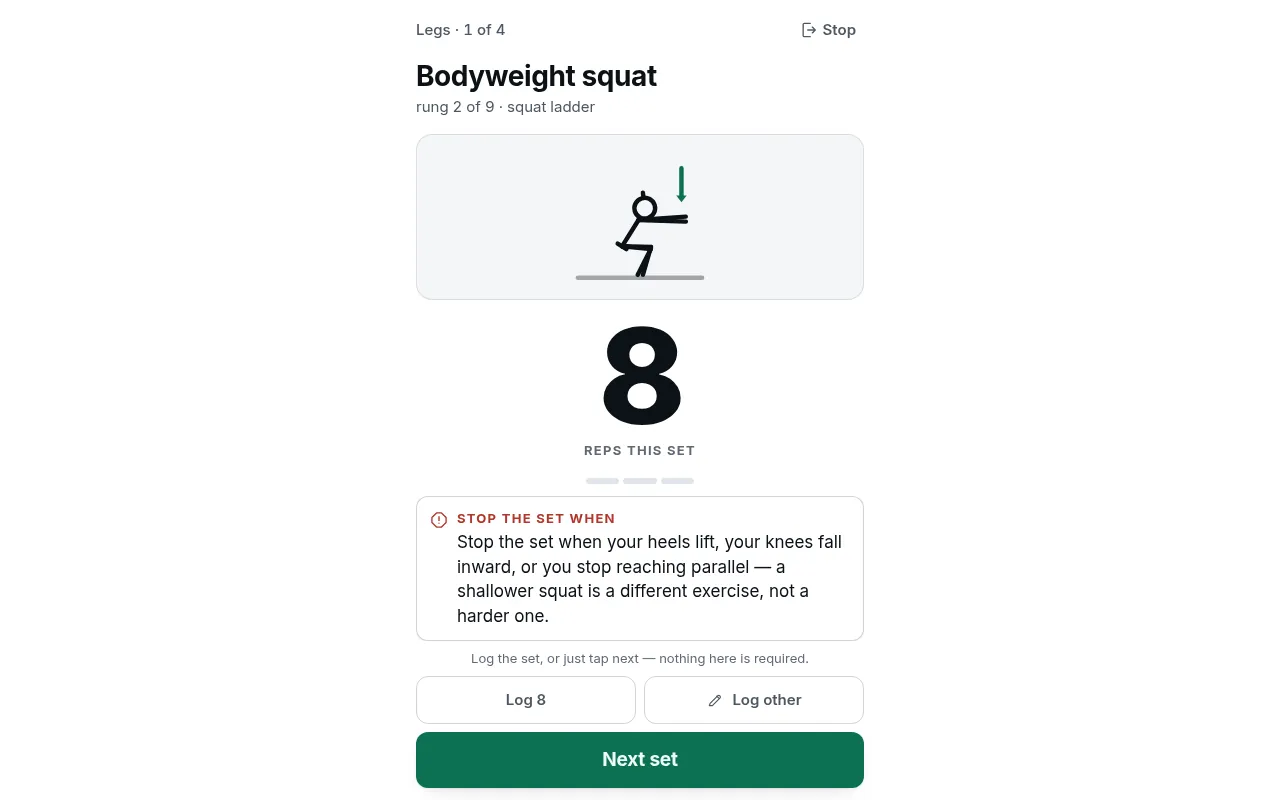 Legs · 1 of 4
Stop
Bodyweight squat
rung 2 of 9 · squat ladder
8
REPS THIS SET
STOP THE SET WHEN
Stop the set when your heels lift, your knees fall
inward, or you stop reaching parallel — a
shallower squat is a different exercise, not a
harder one.
Log the set, or just tap next — nothing here is required.
Log 8
Log other
Next set